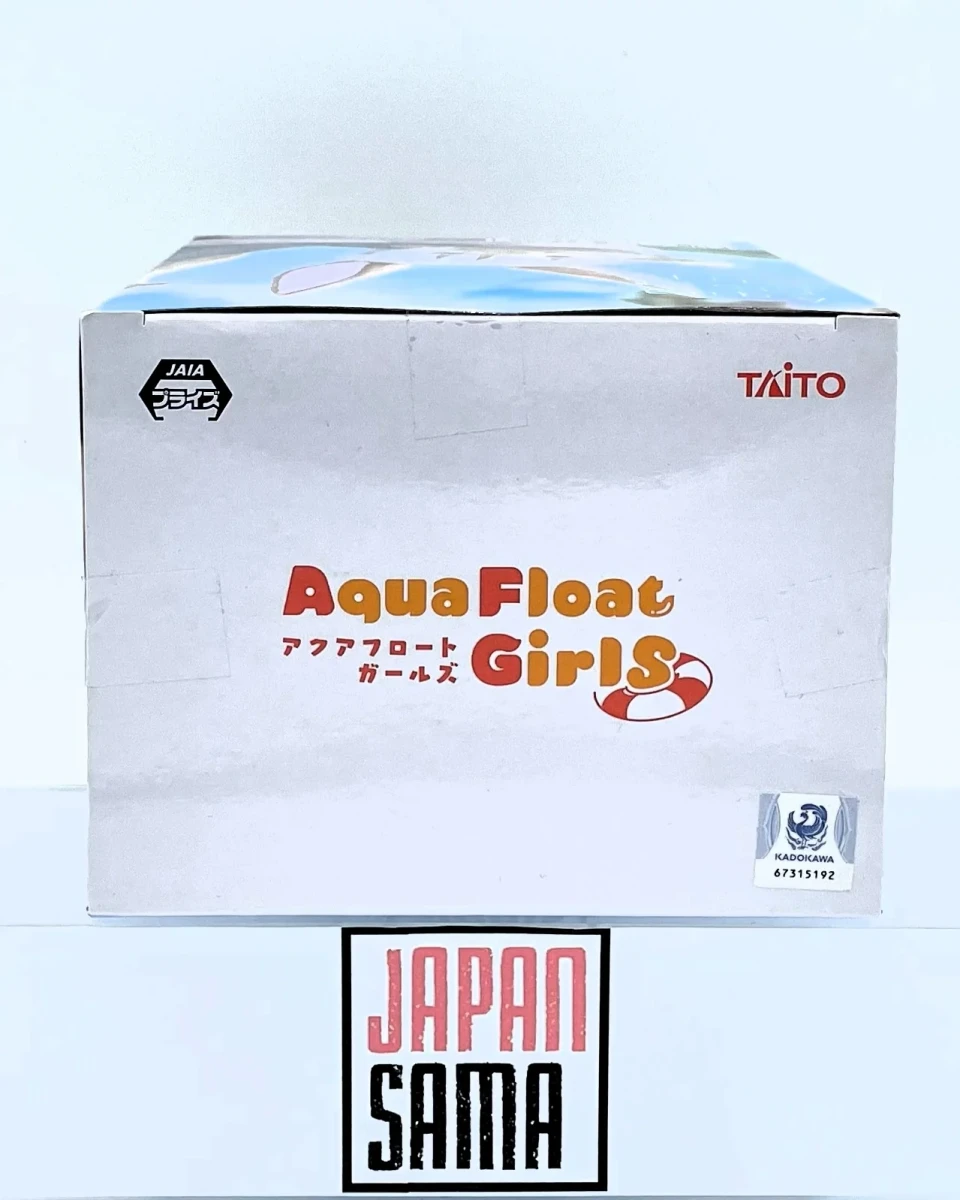 JAIA
プライズ
TAiTO
Aqua Float
アクアフロート
ガールズ
Girls
KADOKAWA
67315192
JAPAN
SAMA